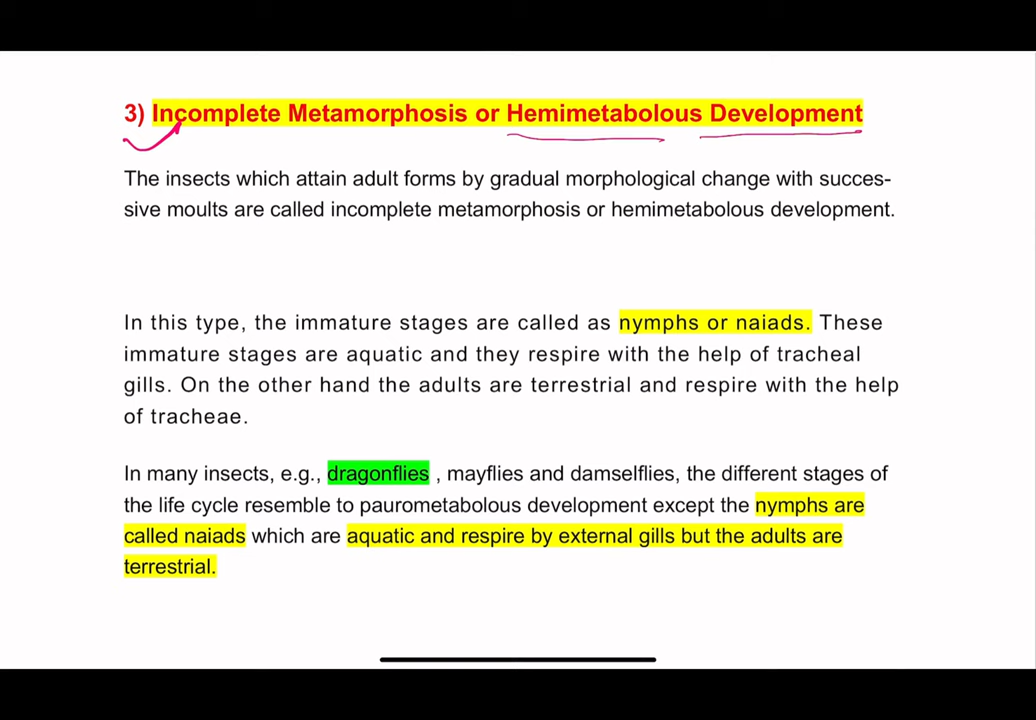 3) Incomplete Metamorphosis or Hemimetabolous Development
The insects which attain adult forms by gradual morphological change with succes-
sive moults are called incomplete metamorphosis or hemimetabolous development.
In this type, the immature stages are called as nymphs or naiads. These
immature stages are aquatic and they respire with the help of tracheal
gills. On the other hand the adults are terrestrial and respire with the help
of tracheae.
In many insects, e.g., dragonflies , mayflies and damselflies, the different stages of
the life cycle resemble to paurometabolous development except the nymphs are
called naiads which are aquatic and respire by external gills but the adults are
terrestrial.